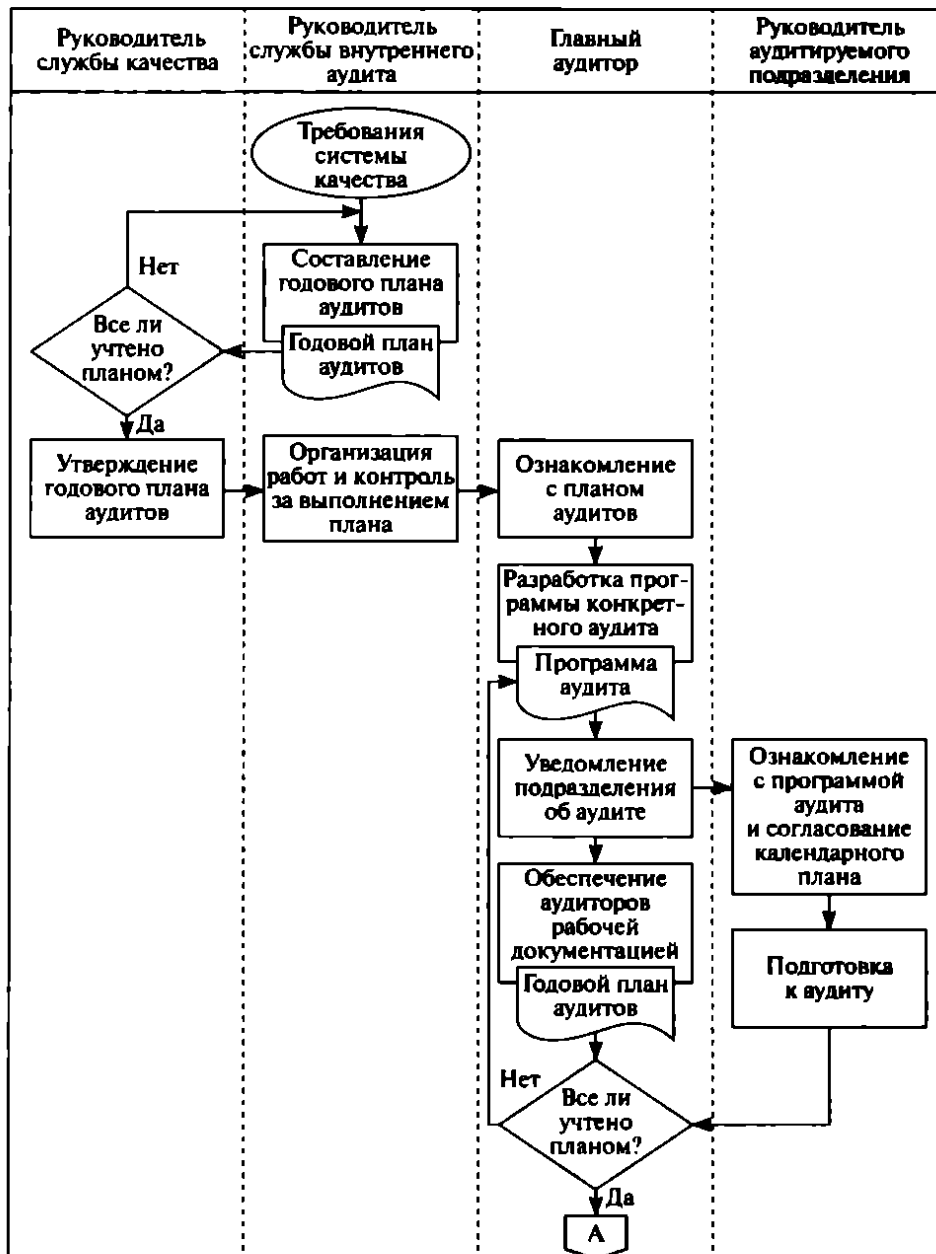 Руководитель
службы качества
Руководитель
службы внутреннего
аудита
Главный
аудитор
Руководитель
аудитируемого
подразделения
Требования
системы
качества
Нет
Составление
годового плана
аудитов
Все ли
учтено
планом?
Годовой план
аудитов
Да
Утверждение
годового плана
аудитов
Организация
работ и контроль
за выполнением
плана
Ознакомление
с планом
аудитов
Разработка про-
граммы конкрет-
ного аудита
Программа
аудита
Уведомление
подразделения
об аудите
Ознакомление
с программой
аудита
и согласование
календарного
плана
Обеспечение
аудиторов
рабочей
документацией
Годовой план
аудитов
Подготовка
к аудиту
Нет
Все ли
учтено
планом?
Да
А